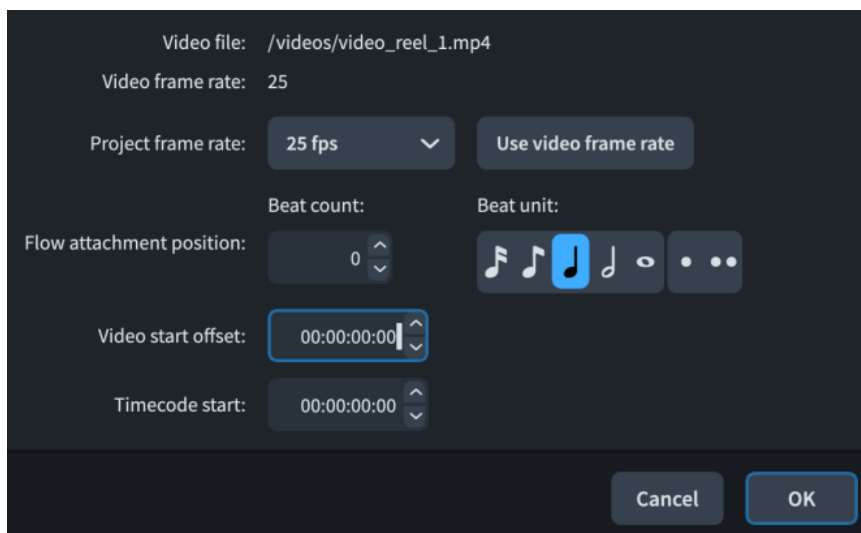 Video file: /videos/video_reel_1.mp4
Video frame rate: 25
Project frame rate: 25 fps Use video frame rate
Beat count: Beat unit:
Flow attachment position: 0
Video start offset: 00:00:00:00
Timecode start: 00:00:00:00
Cancel OK